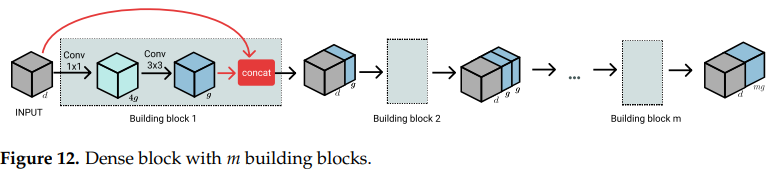 Conv
1x1
Conv
3x3
concat
...
d
4g
g
d
g
d
g
g
d
mg
INPUT
Building block 1
Building block 2
Building block m
Figure 12. Dense block with m building blocks.